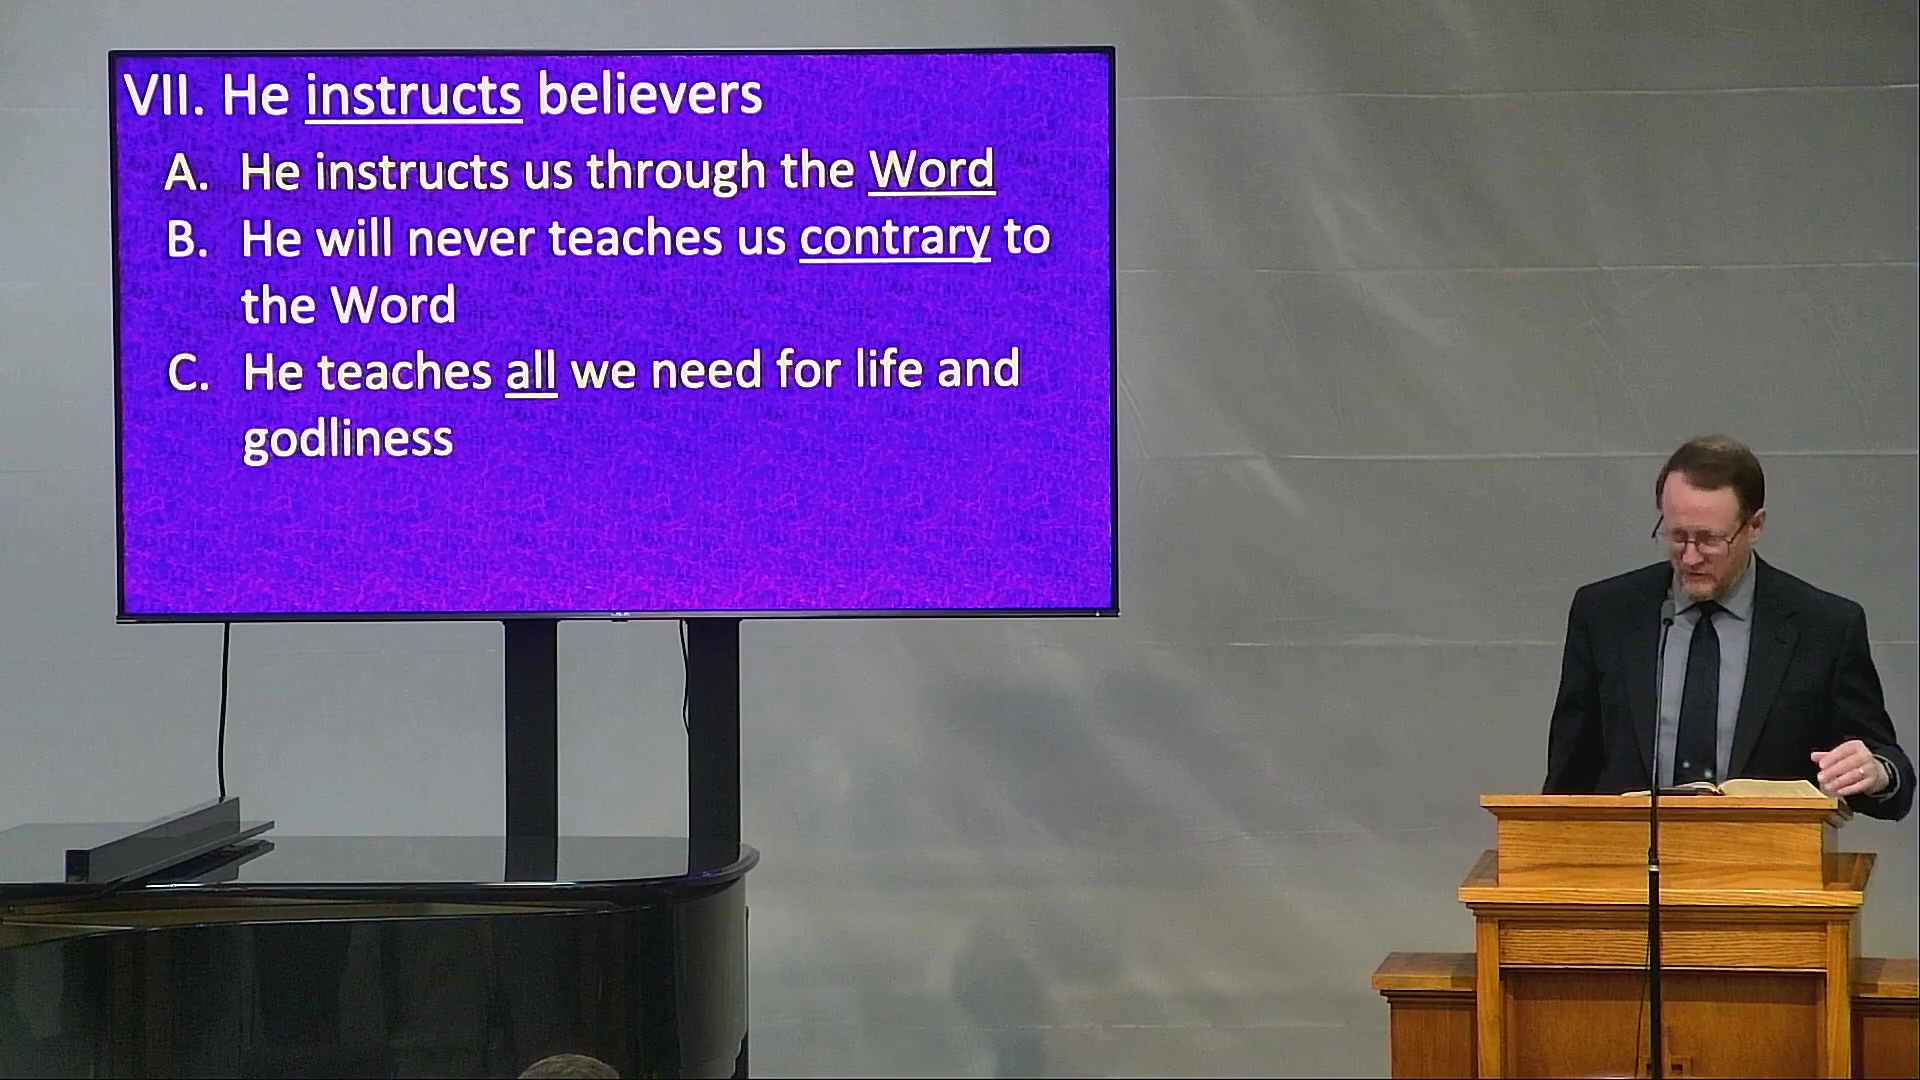 VII. He instructs believers
A. He instructs us through the Word
B. He will never teaches us contrary to
the Word
C. He teaches all we need for life and
godliness